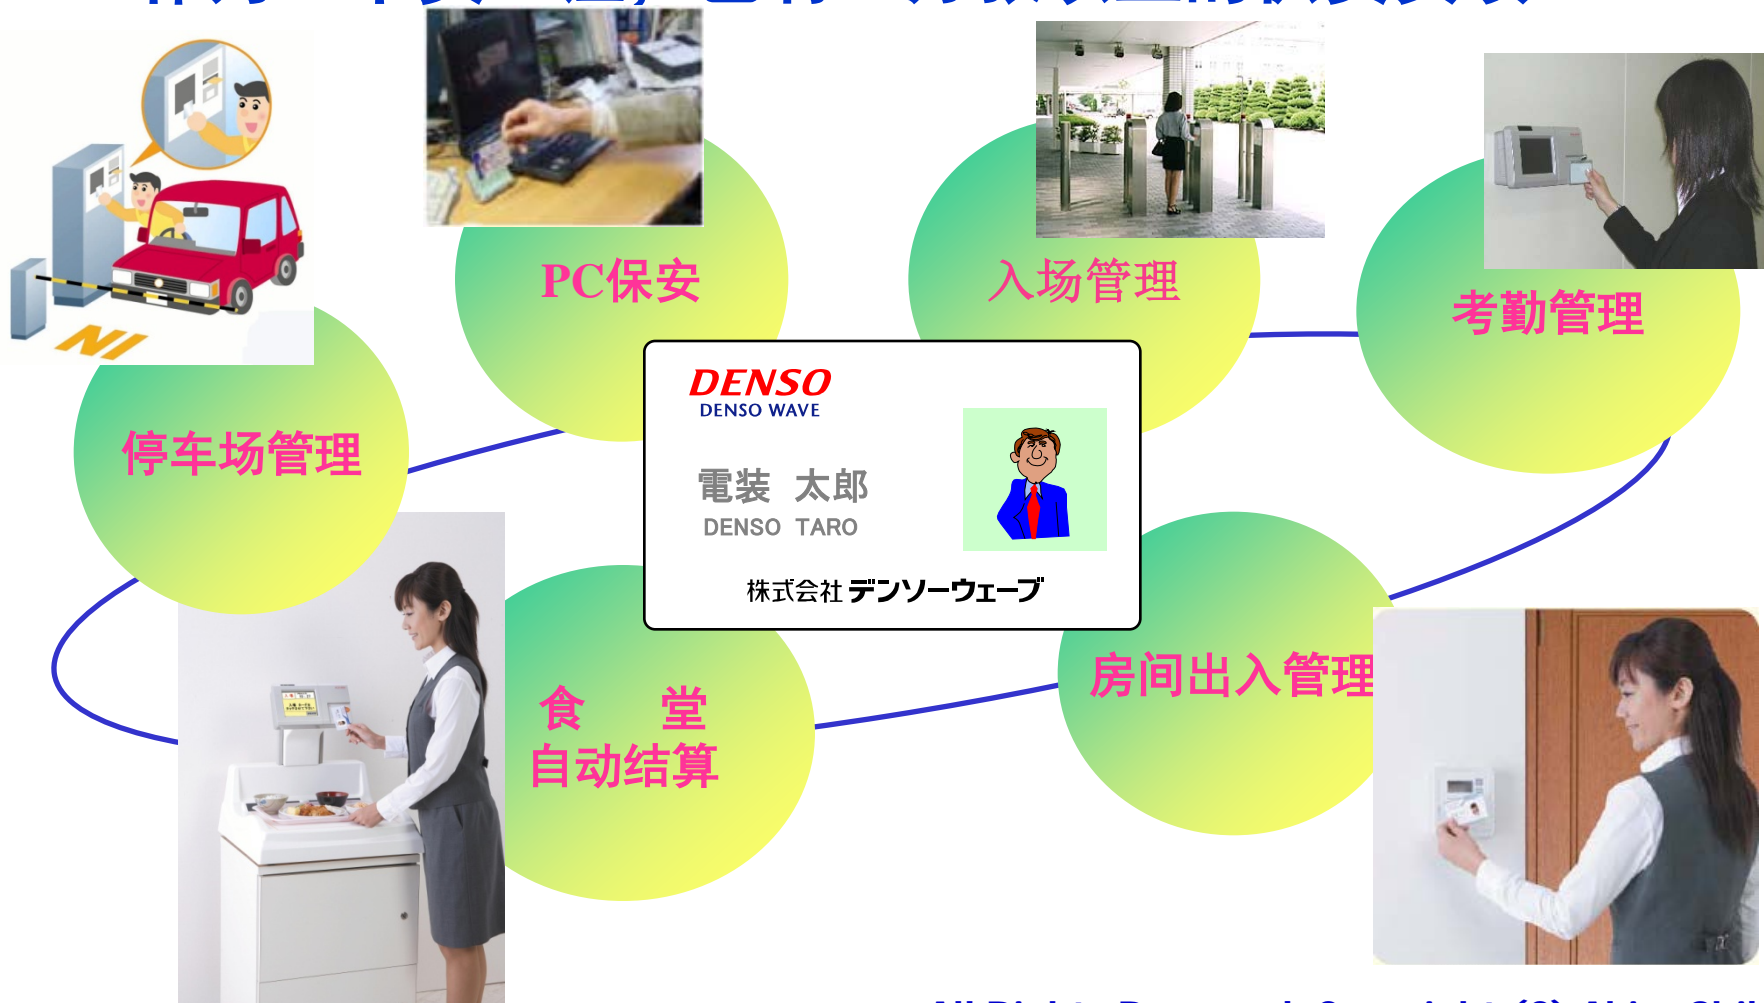 PC保安
入场管理
考勤管理
停车场管理
DENSO
DENSO WAVE
電装 太郎
DENSO TARO
株式会社 デンソーウェーブ
房间出入管理
食 堂
自动结算
NI